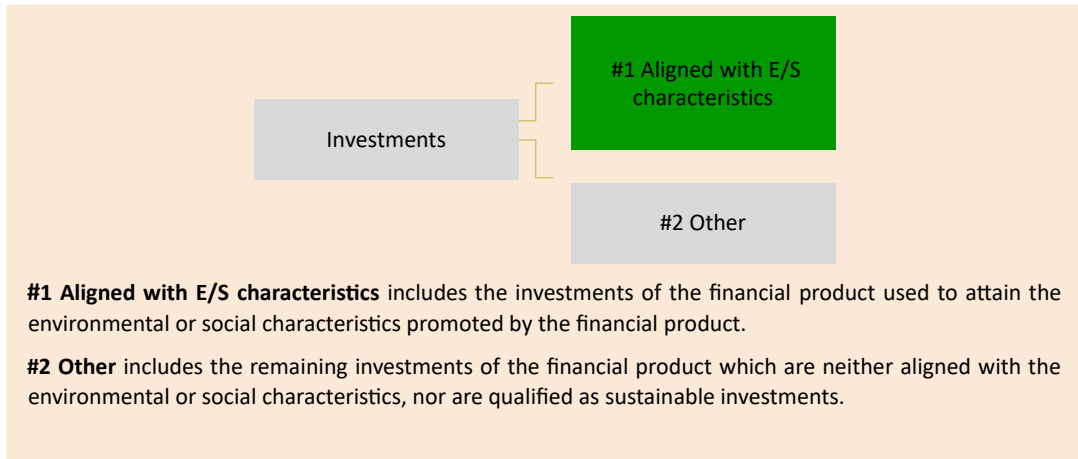 #1 Aligned with E/S
characteristics
Investments
#2 Other
#1 Aligned with E/S characteristics includes the investments of the financial product used to attain the
environmental or social characteristics promoted by the financial product.
#2 Other includes the remaining investments of the financial product which are neither aligned with the
environmental or social characteristics, nor are qualified as sustainable investments.